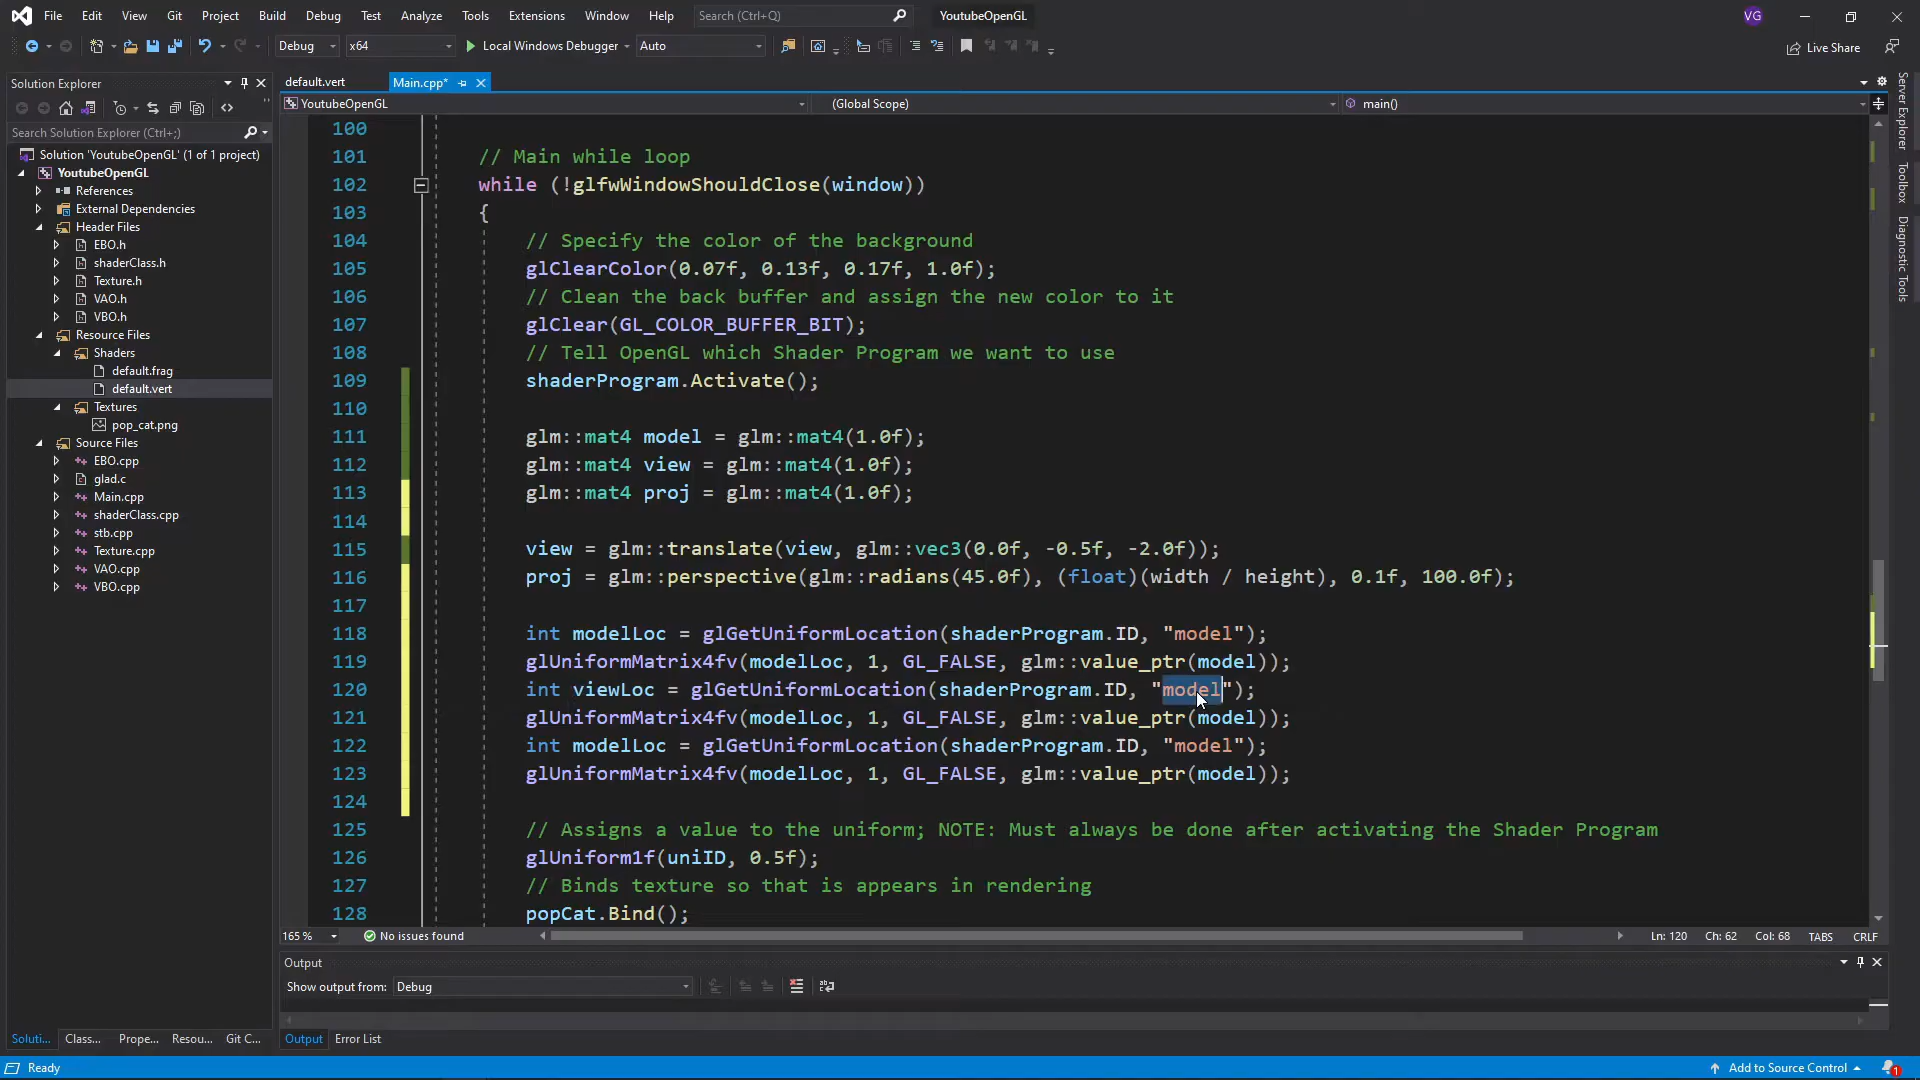 File Edit View Git Project Build Debug Test Analyze Tools Extensions Window Help Search (Ctrl+Q) YoutubeOpenGL VG
Debug x64 Local Windows Debugger Auto Live Share
Solution Explorer
Search Solution Explorer (Ctrl+;)
Solution 'YoutubeOpenGL' (1 of 1 project)
YoutubeOpenGL
References
External Dependencies
Header Files
EBO.h
shaderClass.h
Texture.h
VAO.h
VBO.h
Resource Files
Shaders
default.frag
default.vert
Textures
pop_cat.png
Source Files
EBO.cpp
glad.c
Main.cpp
shaderClass.cpp
stb.cpp
Texture.cpp
VAO.cpp
VBO.cpp
Soluti... Class... Prope... Resou... Git C...
default.vert Main.cpp*
YoutubeOpenGL (Global Scope) main()
100
101 // Main while loop
102 while (!glfwWindowShouldClose(window))
103 {
104 // Specify the color of the background
105 glClearColor(0.07f, 0.13f, 0.17f, 1.0f);
106 // Clean the back buffer and assign the new color to it
107 glClear(GL_COLOR_BUFFER_BIT);
108 // Tell OpenGL which Shader Program we want to use
109 shaderProgram.Activate();
110
111 glm::mat4 model = glm::mat4(1.0f);
112 glm::mat4 view = glm::mat4(1.0f);
113 glm::mat4 proj = glm::mat4(1.0f);
114
115 view = glm::translate(view, glm::vec3(0.0f, -0.5f, -2.0f));
116 proj = glm::perspective(glm::radians(45.0f), (float)(width / height), 0.1f, 100.0f);
117
118 int modelLoc = glGetUniformLocation(shaderProgram.ID, "model");
119 glUniformMatrix4fv(modelLoc, 1, GL_FALSE, glm::value_ptr(model));
120 int viewLoc = glGetUniformLocation(shaderProgram.ID, "model");
121 glUniformMatrix4fv(modelLoc, 1, GL_FALSE, glm::value_ptr(model));
122 int modelLoc = glGetUniformLocation(shaderProgram.ID, "model");
123 glUniformMatrix4fv(modelLoc, 1, GL_FALSE, glm::value_ptr(model));
124
125 // Assigns a value to the uniform; NOTE: Must always be done after activating the Shader Program
126 glUniform1f(uniID, 0.5f);
127 // Binds texture so that is appears in rendering
128 popCat.Bind();
165 % No issues found Ln: 120 Ch: 62 Col: 68 TABS CRLF
Output
Show output from: Debug
Output Error List
Server Explorer
Toolbox
Diagnostic Tools
Ready Add to Source Control 1